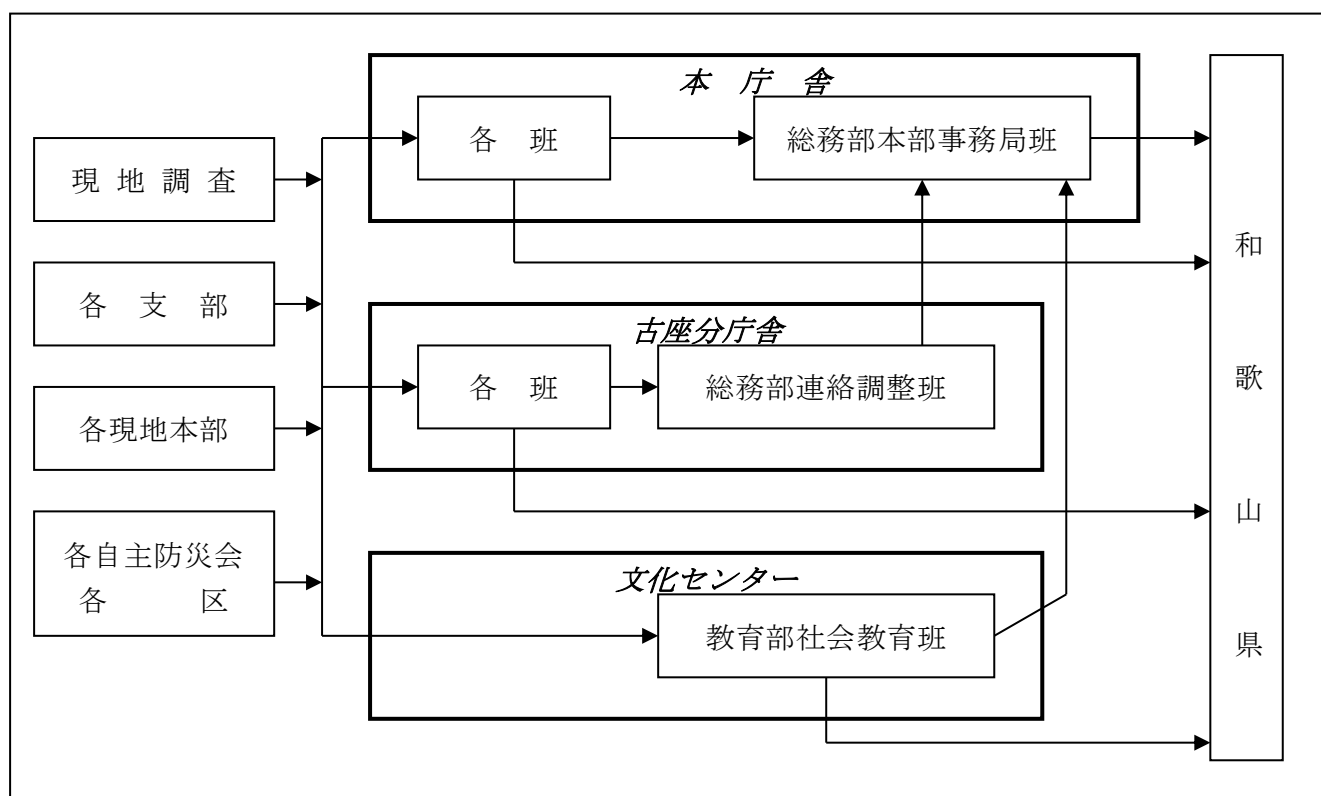 本 庁 舎
各 班
総務部本部事務局班
現 地 調 査
各 支 部
各現地本部
各自主防災会
各 区
古座分庁舎
各 班
総務部連絡調整班
文化センター
教育部社会教育班
和
歌
山
県